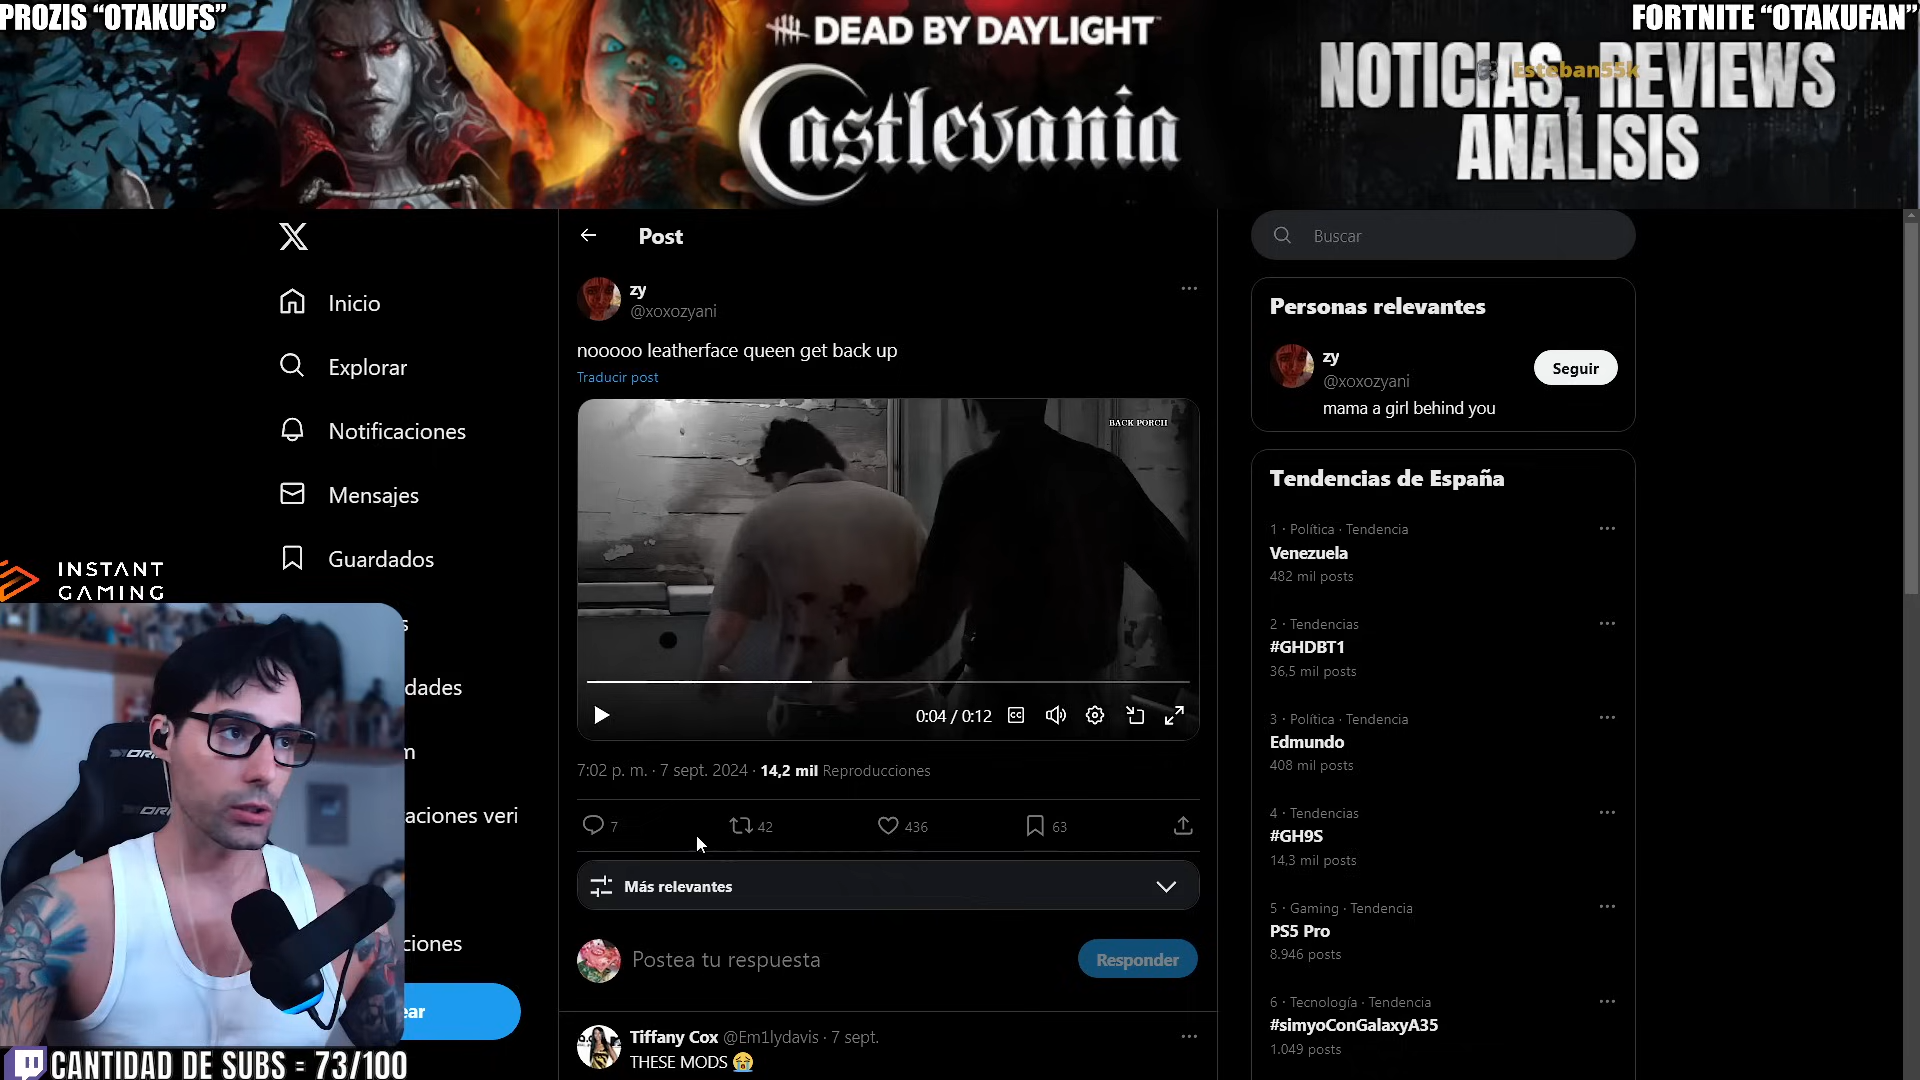 PROZIS “OTAKUFS”
FORTNITE “OTAKUFAN”
DEAD BY DAYLIGHT
Castlevania
NOTICIAS, REVIEWS
ANALISIS
Esteban55k
Post
Buscar
zy
@xoxozyani
nooooo leatherface queen get back up
Traducir post
BACK PORCH
0:04 / 0:12
7:02 p. m. · 7 sept. 2024 · 14,2 mil Reproducciones
7
42
436
63
Más relevantes
Postea tu respuesta
Responder
Tiffany Cox @Em1lydavis · 7 sept.
THESE MODS 😭
Inicio
Explorar
Notificaciones
Mensajes
Guardados
s
dades
m
aciones veri
ciones
ear
INSTANT
GAMING
CANTIDAD DE SUBS = 73/100
Personas relevantes
zy
@xoxozyani
Seguir
mama a girl behind you
Tendencias de España
1 · Política · Tendencia
Venezuela
482 mil posts
2 · Tendencias
#GHDBT1
36,5 mil posts
3 · Política · Tendencia
Edmundo
408 mil posts
4 · Tendencias
#GH9S
14,3 mil posts
5 · Gaming · Tendencia
PS5 Pro
8.946 posts
6 · Tecnología · Tendencia
#simyoConGalaxyA35
1.049 posts